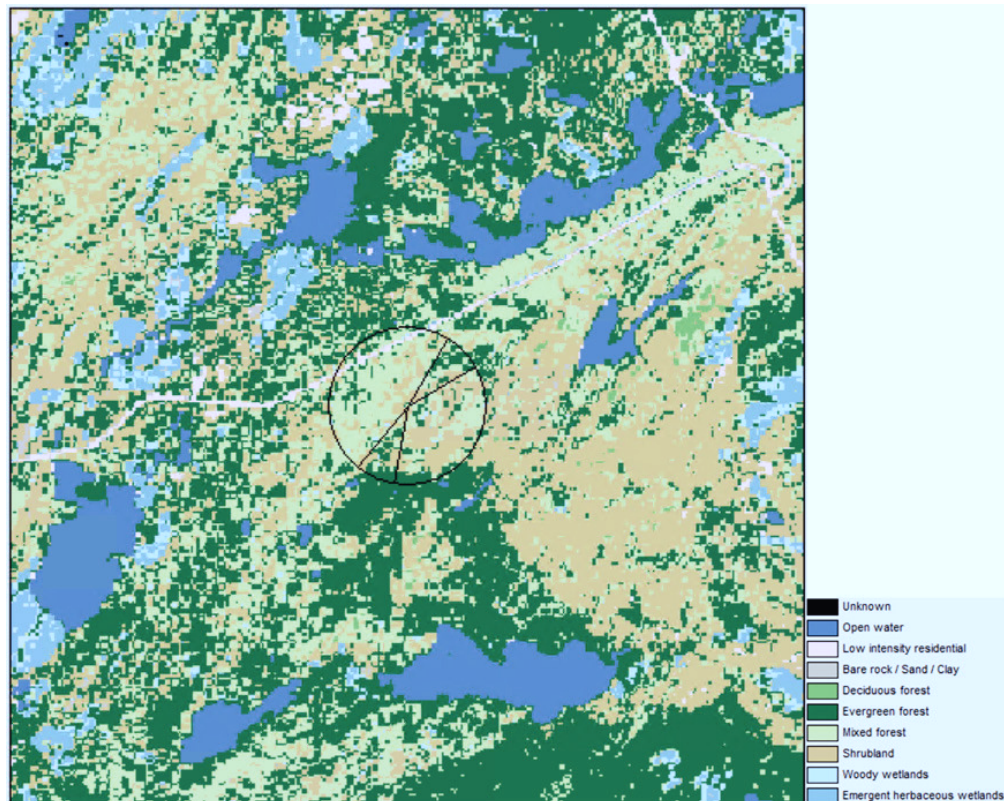 Unknown
Open water
Low intensity residential
Bare rock / Sand / Clay
Deciduous forest
Evergreen forest
Mixed forest
Shrubland
Woody wetlands
Emergent herbaceous wetlands